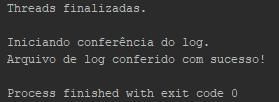 Threads finalizadas.
Iniciando conferência do log.
Arquivo de log conferido com sucesso!
Process finished with exit code 0